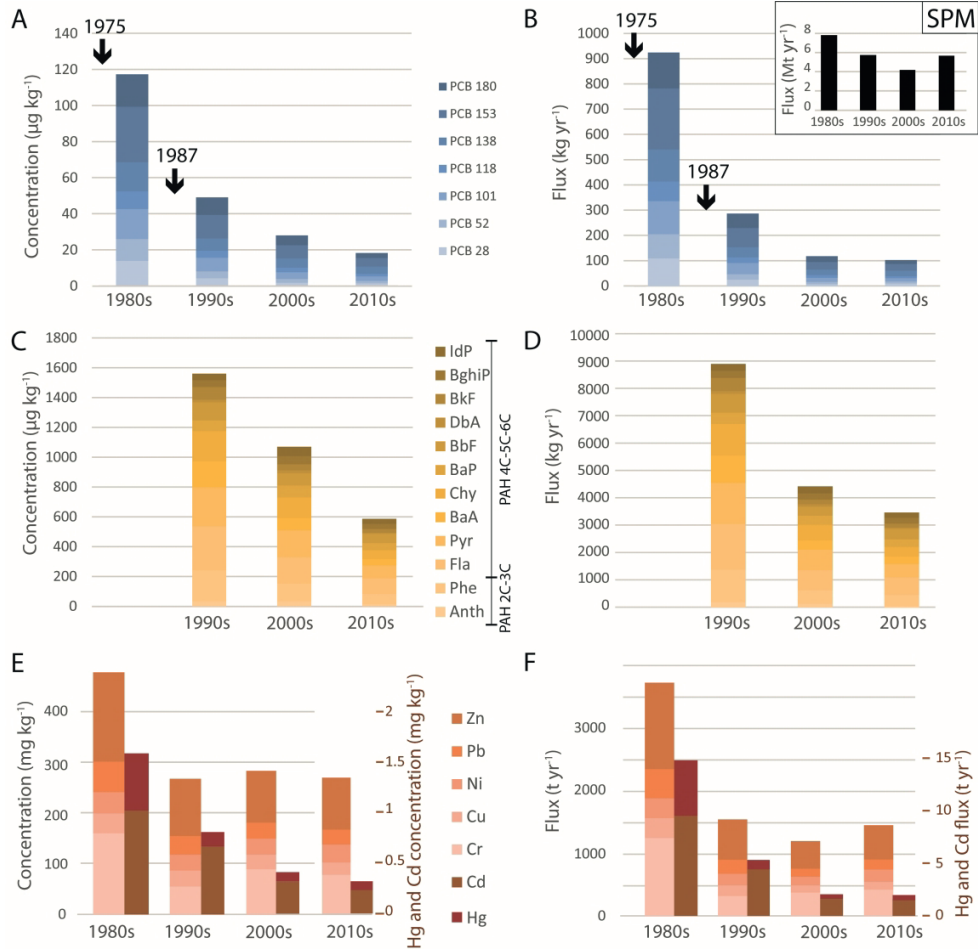 A
1975
1987
Concentration (µg kg⁻¹)
140
120
100
80
60
40
20
0
1980s
1990s
2000s
2010s
PCB 180
PCB 153
PCB 138
PCB 118
PCB 101
PCB 52
PCB 28
B
1975
1987
Flux (kg yr⁻¹)
1000
900
800
700
600
500
400
300
200
100
0
1980s
1990s
2000s
2010s
SPM
Flux (Mt yr⁻¹)
8
6
4
2
0
1980s
1990s
2000s
2010s
C
Concentration (µg kg⁻¹)
1800
1600
1400
1200
1000
800
600
400
200
0
1990s
2000s
2010s
IdP
BghiP
BkF
DbA
BbF
BaP
Chy
BaA
Pyr
Fla
Phe
Anth
PAH 4C-5C-6C
PAH 2C-3C
D
Flux (kg yr⁻¹)
10000
9000
8000
7000
6000
5000
4000
3000
2000
1000
0
1990s
2000s
2010s
E
Concentration (mg kg⁻¹)
400
300
200
100
0
1980s
1990s
2000s
2010s
2
1.5
1
0.5
0
Hg and Cd concentration (mg kg⁻¹)
Zn
Pb
Ni
Cu
Cr
Cd
Hg
F
Flux (t yr⁻¹)
3000
2000
1000
0
1980s
1990s
2000s
2010s
15
10
5
0
Hg and Cd flux (t yr⁻¹)